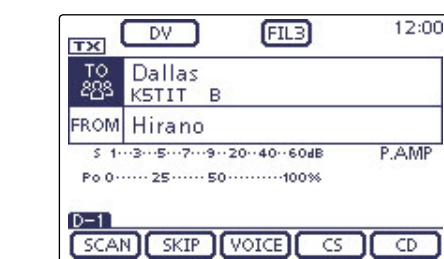 TX DV FIL3 12:00
TO Dallas
K5TIT B
FROM Hirano
S 1···3···5···7···9··20··40··60dB P.AMP
Po 0······25······50··········100%
D-1
SCAN SKIP VOICE CS CD